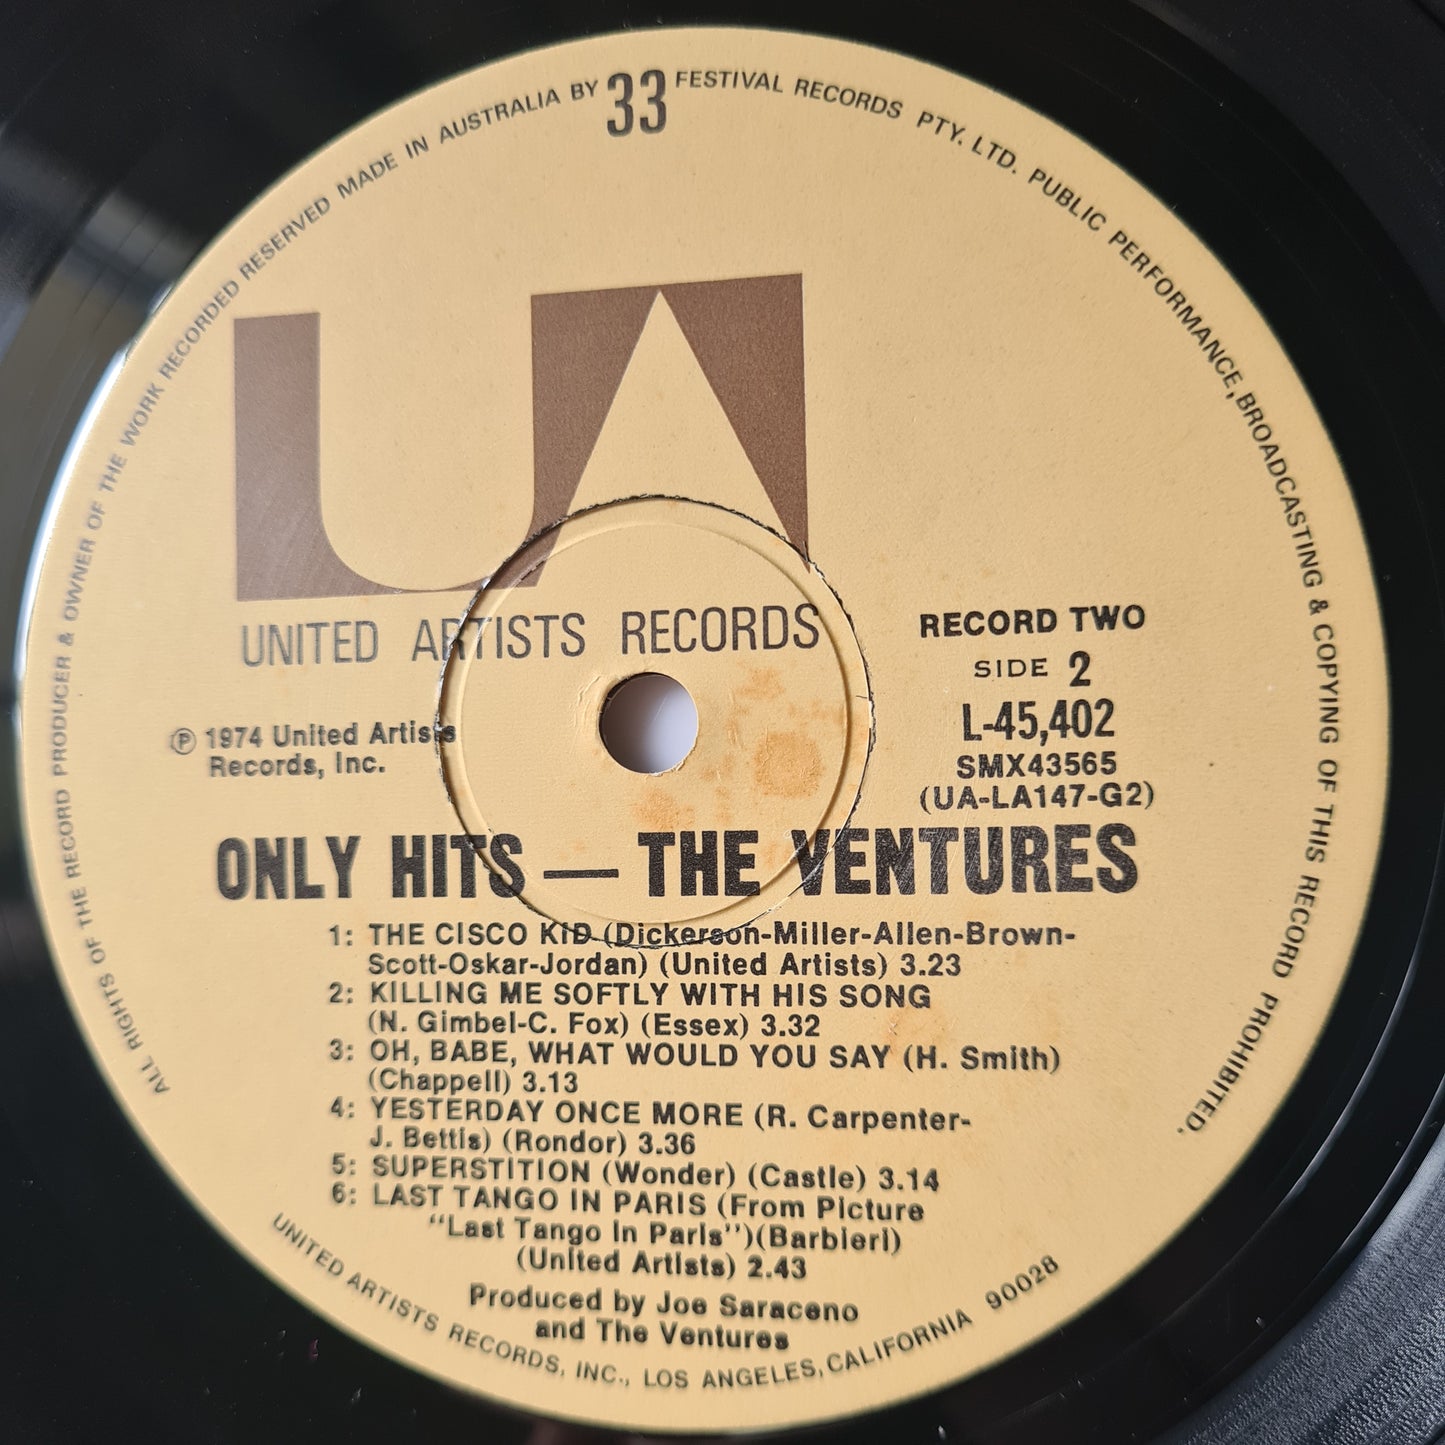 ALL RIGHTS OF THE RECORD PRODUCER & OWNER OF THE WORK RECORDED RESERVED MADE IN AUSTRALIA BY 33 FESTIVAL RECORDS PTY. LTD. PUBLIC PERFORMANCE, BROADCASTING & COPYING OF THIS RECORD PROHIBITED.
UA
UNITED ARTISTS RECORDS
RECORD TWO
SIDE 2
L-45,402
SMX43565
(UA-LA147-G2)
℗ 1974 United Artists
Records, Inc.
ONLY HITS — THE VENTURES
1: THE CISCO KID (Dickerson-Miller-Allen-Brown-
Scott-Oskar-Jordan) (United Artists) 3.23
2: KILLING ME SOFTLY WITH HIS SONG
(N. Gimbel-C. Fox) (Essex) 3.32
3: OH, BABE, WHAT WOULD YOU SAY (H. Smith)
(Chappell) 3.13
4: YESTERDAY ONCE MORE (R. Carpenter-
J. Bettis) (Rondor) 3.36
5: SUPERSTITION (Wonder) (Castle) 3.14
6: LAST TANGO IN PARIS (From Picture
"Last Tango In Paris")(Barbieri)
(United Artists) 2.43
Produced by Joe Saraceno
and The Ventures
UNITED ARTISTS RECORDS, INC., LOS ANGELES, CALIFORNIA 90028